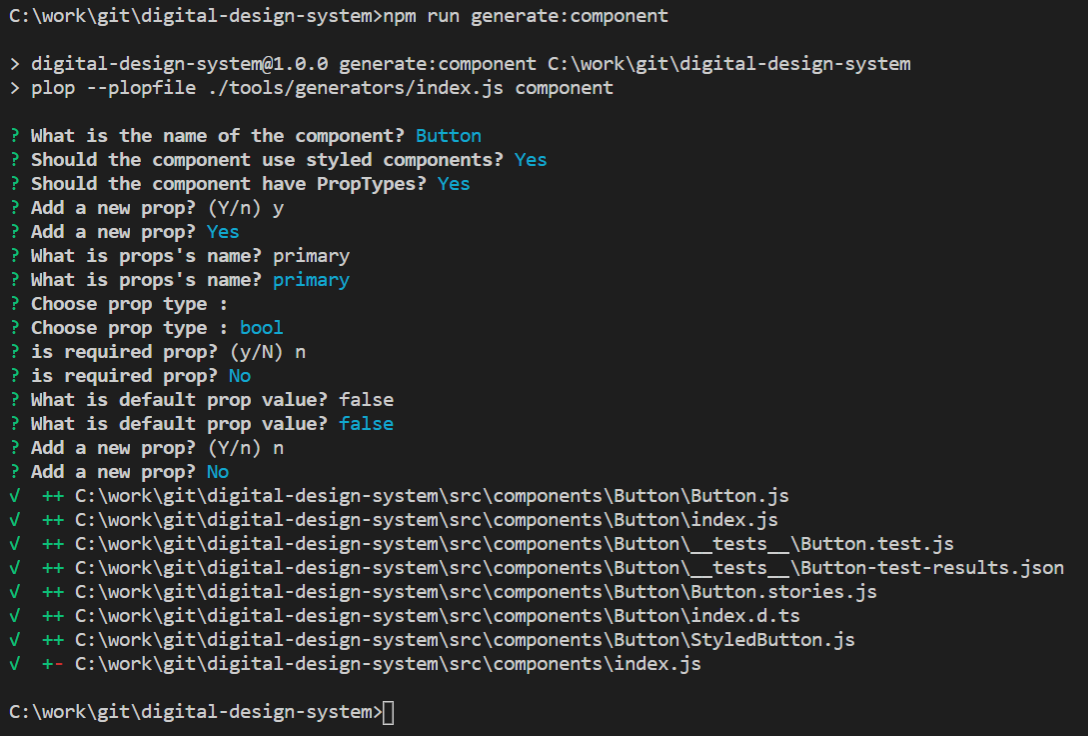 C:\work\git\digital-design-system>npm run generate:component
> digital-design-system@1.0.0 generate:component C:\work\git\digital-design-system
> plop --plopfile ./tools/generators/index.js component
? What is the name of the component? Button
? Should the component use styled components? Yes
? Should the component have PropTypes? Yes
? Add a new prop? (Y/n) y
? Add a new prop? Yes
? What is props's name? primary
? What is props's name? primary
? Choose prop type :
? Choose prop type : bool
? is required prop? (y/N) n
? is required prop? No
? What is default prop value? false
? What is default prop value? false
? Add a new prop? (Y/n) n
? Add a new prop? No
√  ++ C:\work\git\digital-design-system\src\components\Button\Button.js
√  ++ C:\work\git\digital-design-system\src\components\Button\index.js
√  ++ C:\work\git\digital-design-system\src\components\Button\__tests__\Button.test.js
√  ++ C:\work\git\digital-design-system\src\components\Button\__tests__\Button-test-results.json
√  ++ C:\work\git\digital-design-system\src\components\Button\Button.stories.js
√  ++ C:\work\git\digital-design-system\src\components\Button\index.d.ts
√  ++ C:\work\git\digital-design-system\src\components\Button\StyledButton.js
√  +- C:\work\git\digital-design-system\src\components\index.js
C:\work\git\digital-design-system>